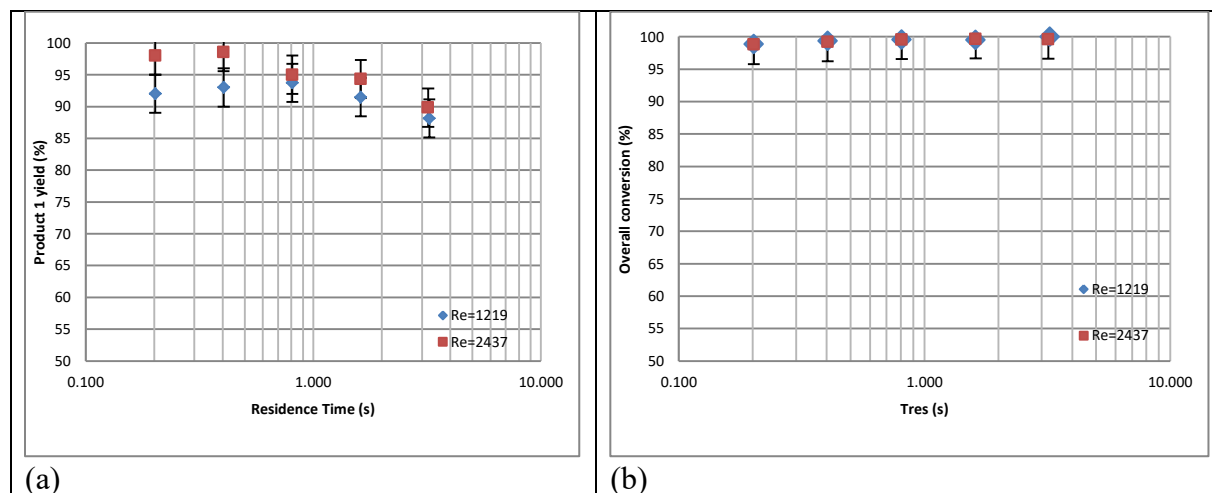 100
95
90
85
80
75
70
65
60
55
50
Product 1 yield (%)
0.100
1.000
10.000
Residence Time (s)
Re=1219
Re=2437
(a)
100
95
90
85
80
75
70
65
60
55
50
Overall conversion (%)
0.100
1.000
10.000
Tres (s)
Re=1219
Re=2437
(b)